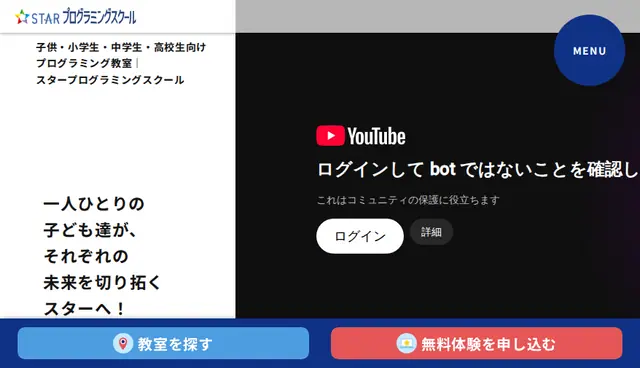 STAR プログラミングスクール
子供・小学生・中学生・高校生向け
プログラミング教室｜
スタープログラミングスクール
MENU
YouTube
ログインして bot ではないことを確認し
これはコミュニティの保護に役立ちます
ログイン
詳細
一人ひとりの
子ども達が、
それぞれの
未来を切り拓く
スターへ！
教室を探す
無料体験を申し込む